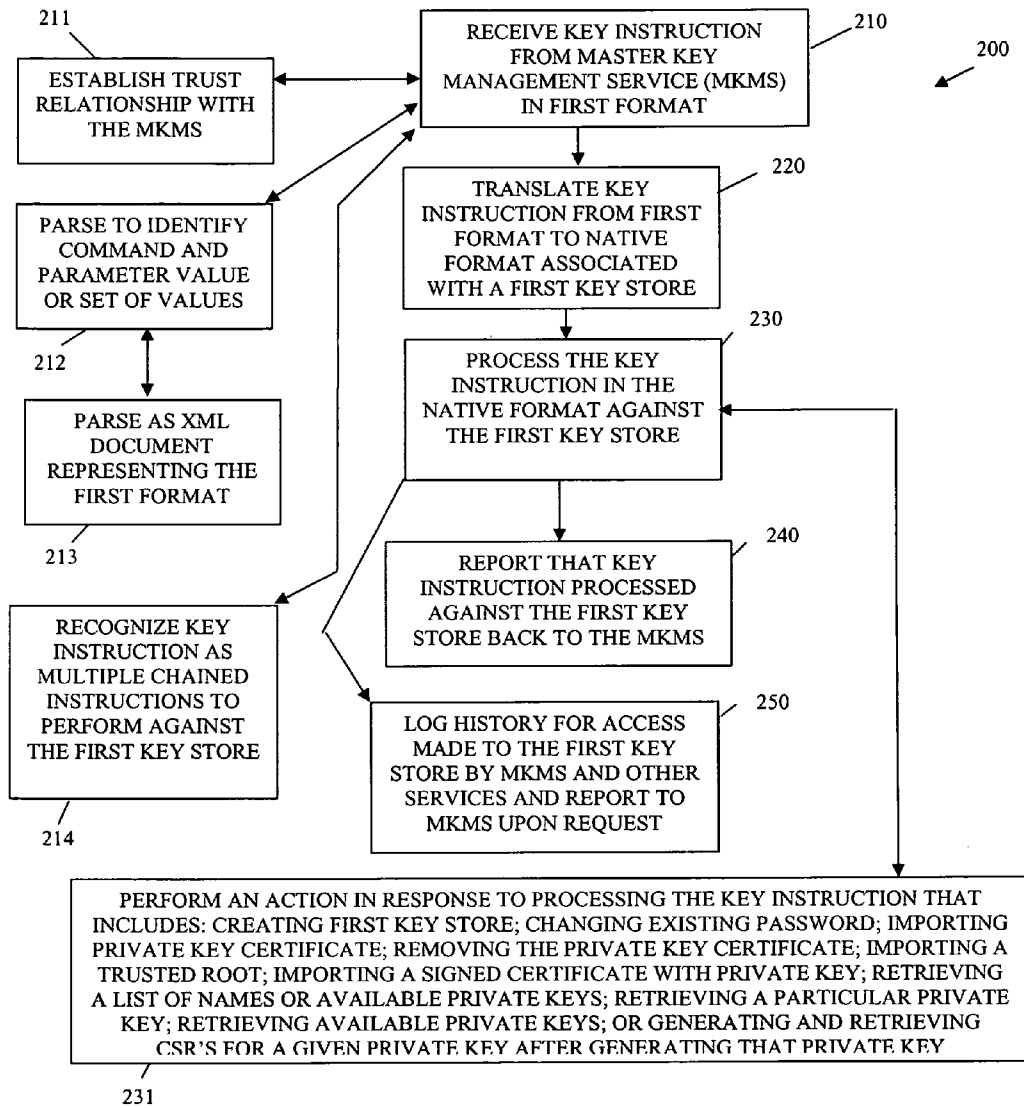 211
ESTABLISH TRUST
RELATIONSHIP WITH
THE MKMS
RECEIVE KEY INSTRUCTION
FROM MASTER KEY
MANAGEMENT SERVICE (MKMS)
IN FIRST FORMAT
210
200
220
TRANSLATE KEY
INSTRUCTION FROM FIRST
FORMAT TO NATIVE
FORMAT ASSOCIATED
WITH A FIRST KEY STORE
PARSE TO IDENTIFY
COMMAND AND
PARAMETER VALUE
OR SET OF VALUES
212
230
PROCESS THE KEY
INSTRUCTION IN THE
NATIVE FORMAT AGAINST
THE FIRST KEY STORE
PARSE AS XML
DOCUMENT
REPRESENTING THE
FIRST FORMAT
213
240
REPORT THAT KEY
INSTRUCTION PROCESSED
AGAINST THE FIRST KEY
STORE BACK TO THE MKMS
RECOGNIZE KEY
INSTRUCTION AS
MULTIPLE CHAINED
INSTRUCTIONS TO
PERFORM AGAINST
THE FIRST KEY STORE
214
250
LOG HISTORY FOR ACCESS
MADE TO THE FIRST KEY
STORE BY MKMS AND OTHER
SERVICES AND REPORT TO
MKMS UPON REQUEST
PERFORM AN ACTION IN RESPONSE TO PROCESSING THE KEY INSTRUCTION THAT
INCLUDES: CREATING FIRST KEY STORE; CHANGING EXISTING PASSWORD; IMPORTING
PRIVATE KEY CERTIFICATE; REMOVING THE PRIVATE KEY CERTIFICATE; IMPORTING A
TRUSTED ROOT; IMPORTING A SIGNED CERTIFICATE WITH PRIVATE KEY; RETRIEVING
A LIST OF NAMES OR AVAILABLE PRIVATE KEYS; RETRIEVING A PARTICULAR PRIVATE
KEY; RETRIEVING AVAILABLE PRIVATE KEYS; OR GENERATING AND RETRIEVING
CSR'S FOR A GIVEN PRIVATE KEY AFTER GENERATING THAT PRIVATE KEY
231